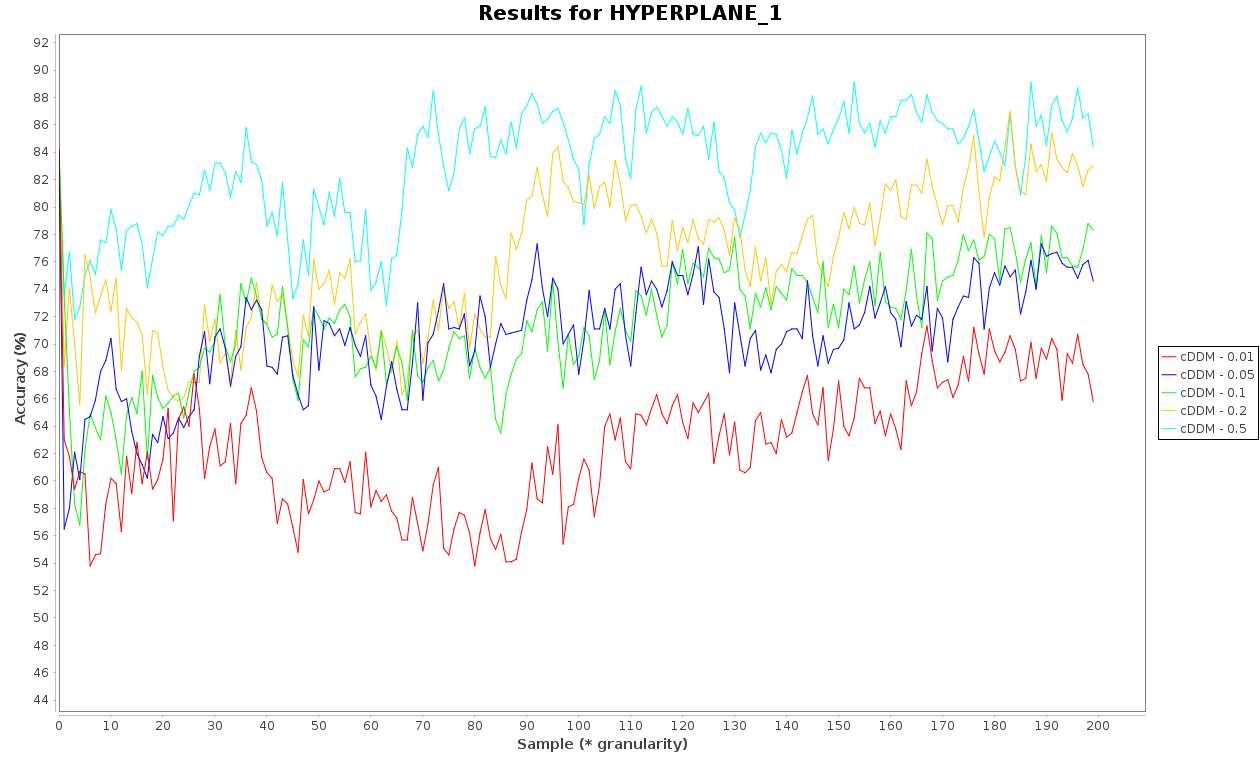 Results for HYPERPLANE_1
Accuracy (%)
92
90
88
86
84
82
80
78
76
74
72
70
68
66
64
62
60
58
56
54
52
50
48
46
44
0 10 20 30 40 50 60 70 80 90 100 110 120 130 140 150 160 170 180 190 200
Sample (* granularity)
cDDM - 0.01
cDDM - 0.05
cDDM - 0.1
cDDM - 0.2
cDDM - 0.5